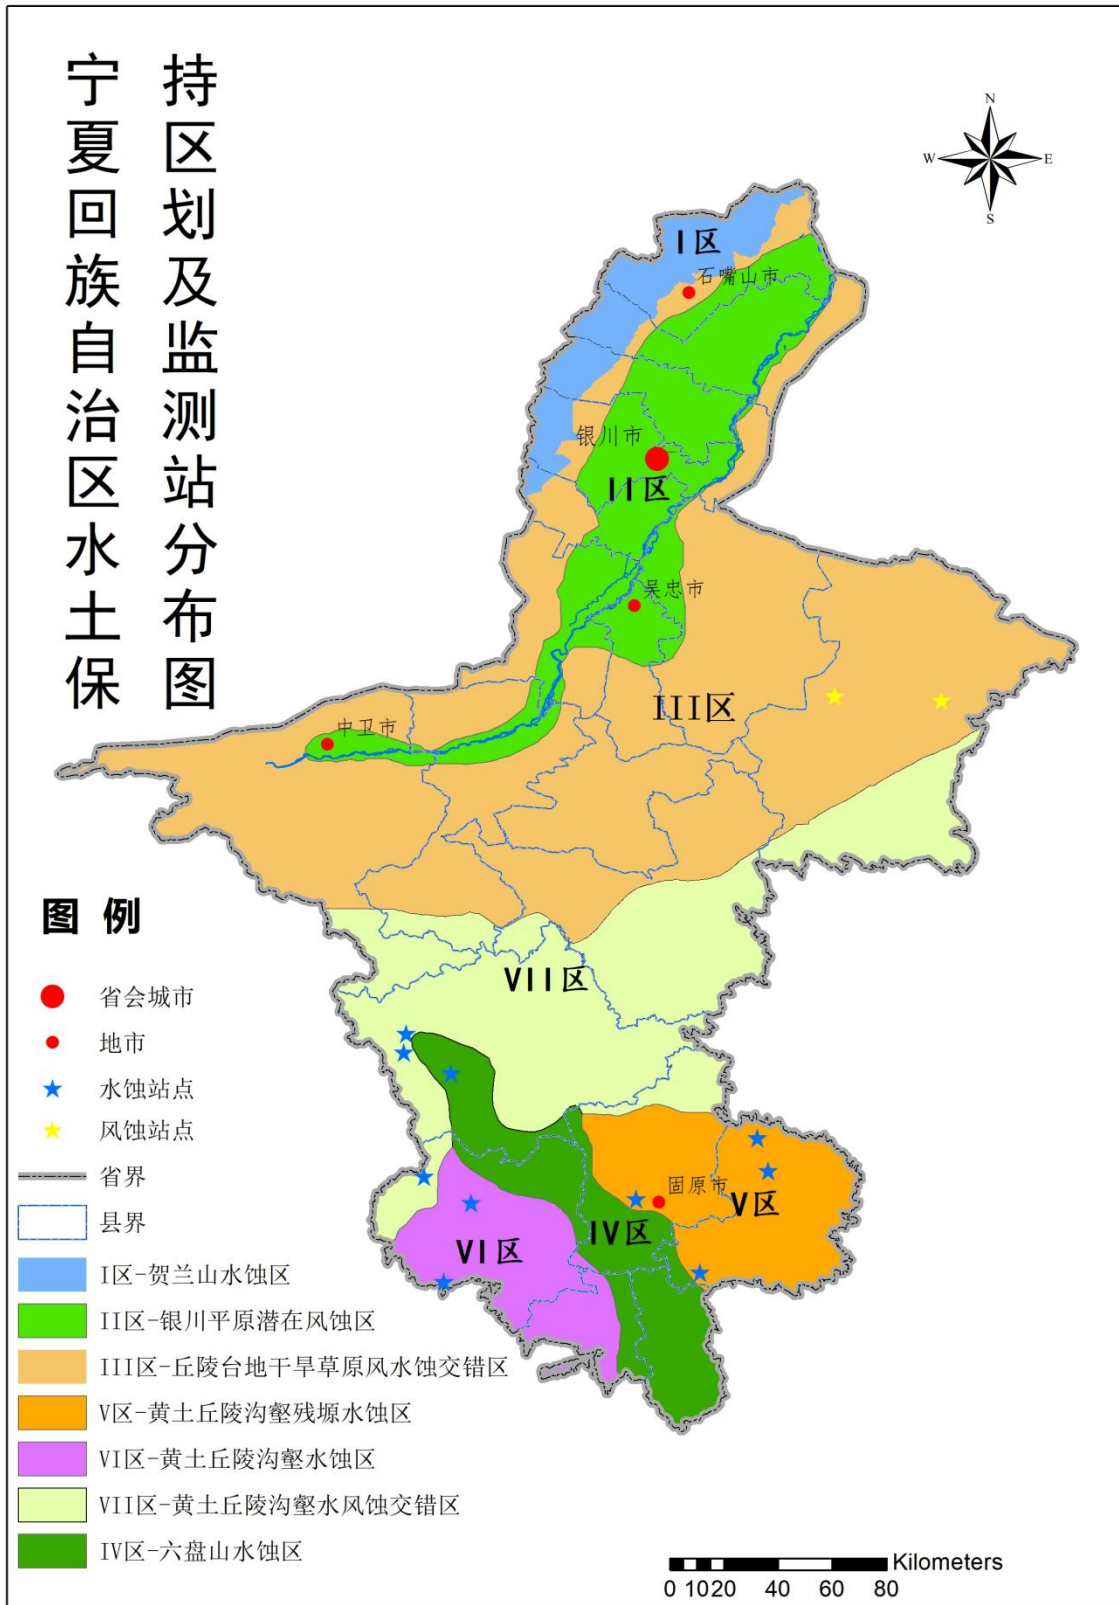 宁夏回族自治区水土保
持区划及监测站分布图
N
W
E
S
I区
石嘴山市
银川市
II区
吴忠市
III区
中卫市
VII区
固原市
V区
IV区
VI区
图 例
省会城市
地市
水蚀站点
风蚀站点
省界
县界
I区-贺兰山水蚀区
II区-银川平原潜在风蚀区
III区-丘陵台地干旱草原风水蚀交错区
V区-黄土丘陵沟壑残塬水蚀区
VI区-黄土丘陵沟壑水蚀区
VII区-黄土丘陵沟壑水风蚀交错区
IV区-六盘山水蚀区
Kilometers
0 10 20 40 60 80